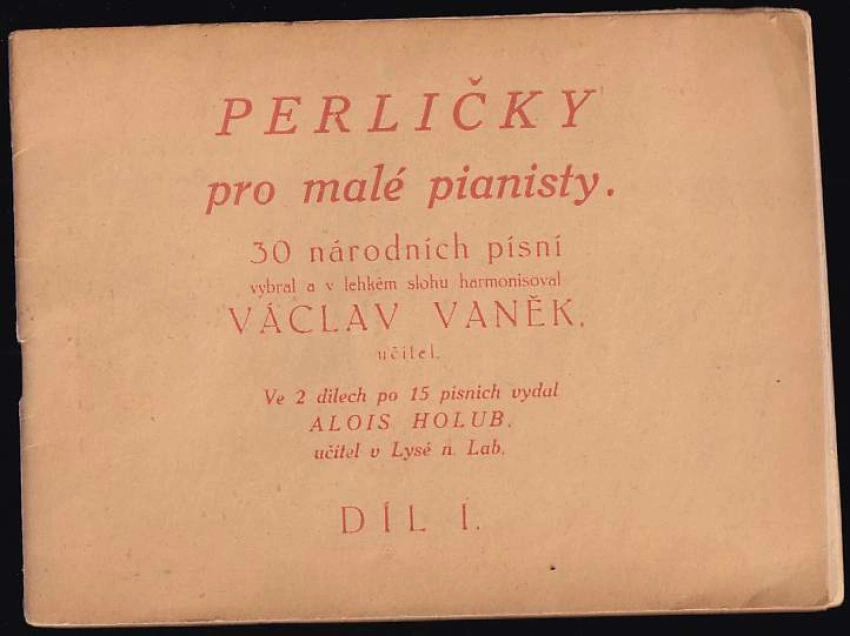 PERLIČKY
pro malé pianisty.
30 národních písní
vybral a v lehkém slohu harmonisoval
VÁCLAV VANĚK,
učitel.
Ve 2 dílech po 15 písních vydal
ALOIS HOLUB,
učitel v Lysé n. Lab.
DÍL I.